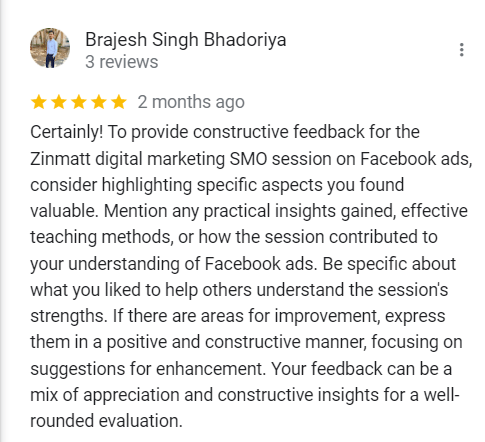 Brajesh Singh Bhadoriya
3 reviews
2 months ago
Certainly! To provide constructive feedback for the
Zinmatt digital marketing SMO session on Facebook ads,
consider highlighting specific aspects you found
valuable. Mention any practical insights gained, effective
teaching methods, or how the session contributed to
your understanding of Facebook ads. Be specific about
what you liked to help others understand the session's
strengths. If there are areas for improvement, express
them in a positive and constructive manner, focusing on
suggestions for enhancement. Your feedback can be a
mix of appreciation and constructive insights for a well-
rounded evaluation.